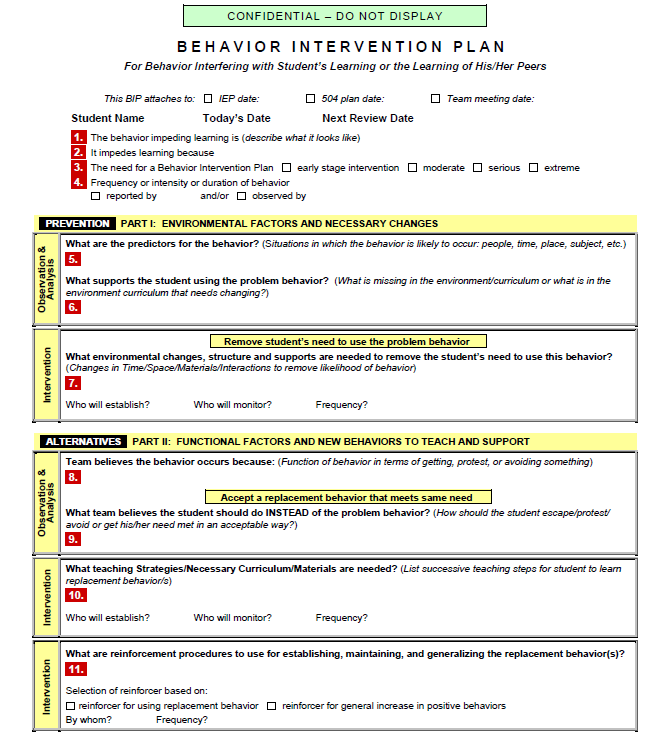 CONFIDENTIAL – DO NOT DISPLAY
BEHAVIOR INTERVENTION PLAN
For Behavior Interfering with Student's Learning or the Learning of His/Her Peers
This BIP attaches to: ☐ IEP date: ☐ 504 plan date: ☐ Team meeting date:
Student Name Today's Date Next Review Date
1. The behavior impeding learning is (describe what it looks like)
2. It impedes learning because
3. The need for a Behavior Intervention Plan ☐ early stage intervention ☐ moderate ☐ serious ☐ extreme
4. Frequency or intensity or duration of behavior
☐ reported by and/or ☐ observed by
PREVENTION PART I: ENVIRONMENTAL FACTORS AND NECESSARY CHANGES
Observation &
Analysis
What are the predictors for the behavior? (Situations in which the behavior is likely to occur: people, time, place, subject, etc.)
5.
What supports the student using the problem behavior? (What is missing in the environment/curriculum or what is in the
environment curriculum that needs changing?)
6.
Intervention
Remove student's need to use the problem behavior
What environmental changes, structure and supports are needed to remove the student's need to use this behavior?
(Changes in Time/Space/Materials/Interactions to remove likelihood of behavior)
7.
Who will establish? Who will monitor? Frequency?
ALTERNATIVES PART II: FUNCTIONAL FACTORS AND NEW BEHAVIORS TO TEACH AND SUPPORT
Observation &
Analysis
Team believes the behavior occurs because: (Function of behavior in terms of getting, protest, or avoiding something)
8.
Accept a replacement behavior that meets same need
What team believes the student should do INSTEAD of the problem behavior? (How should the student escape/protest/
avoid or get his/her need met in an acceptable way?)
9.
Intervention
What teaching Strategies/Necessary Curriculum/Materials are needed? (List successive teaching steps for student to learn
replacement behavior/s)
10.
Who will establish? Who will monitor? Frequency?
Intervention
What are reinforcement procedures to use for establishing, maintaining, and generalizing the replacement behavior(s)?
11.
Selection of reinforcer based on:
☐ reinforcer for using replacement behavior ☐ reinforcer for general increase in positive behaviors
By whom? Frequency?